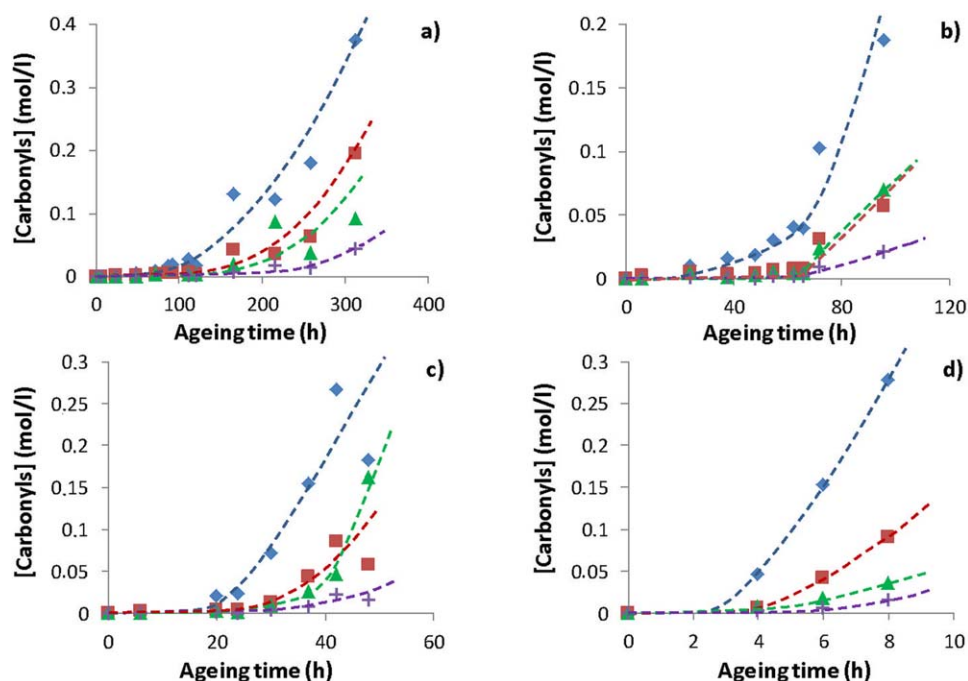 a)
[Carbonyls] (mol/l)
0.4
0.3
0.2
0.1
0
0 100 200 300 400
Ageing time (h)
b)
[Carbonyls] (mol/l)
0.2
0.15
0.1
0.05
0
0 40 80 120
Ageing time (h)
c)
[Carbonyls] (mol/l)
0.3
0.25
0.2
0.15
0.1
0.05
0
0 20 40 60
Ageing time (h)
d)
[Carbonyls] (mol/l)
0.3
0.25
0.2
0.15
0.1
0.05
0
0 2 4 6 8 10
Ageing time (h)